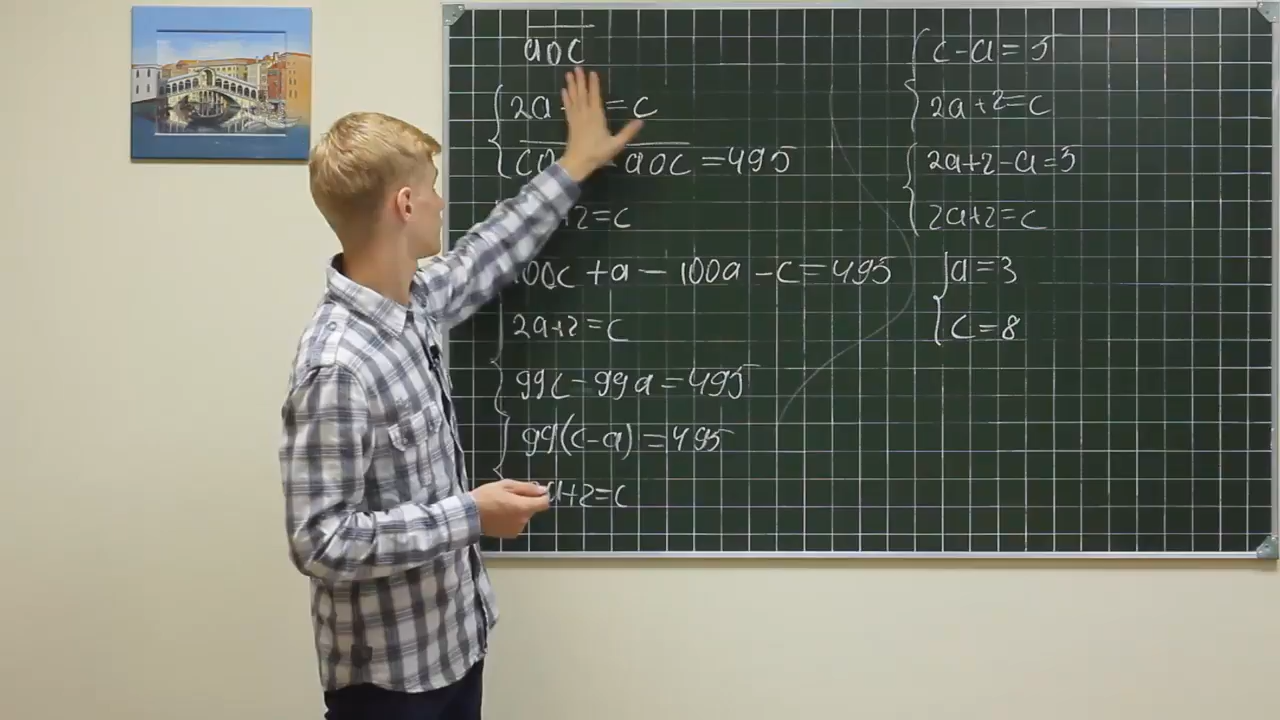 aoc
2a = c
co aoc = 495
2 = c
00c + a - 100a - c = 495
2a+2 = c
99c - 99a = 495
99(c-a) = 495
a+2 = c
c - a = 5
2a+2 = c
2a+2 - a = 5
2a+2 = c
a = 3
c = 8